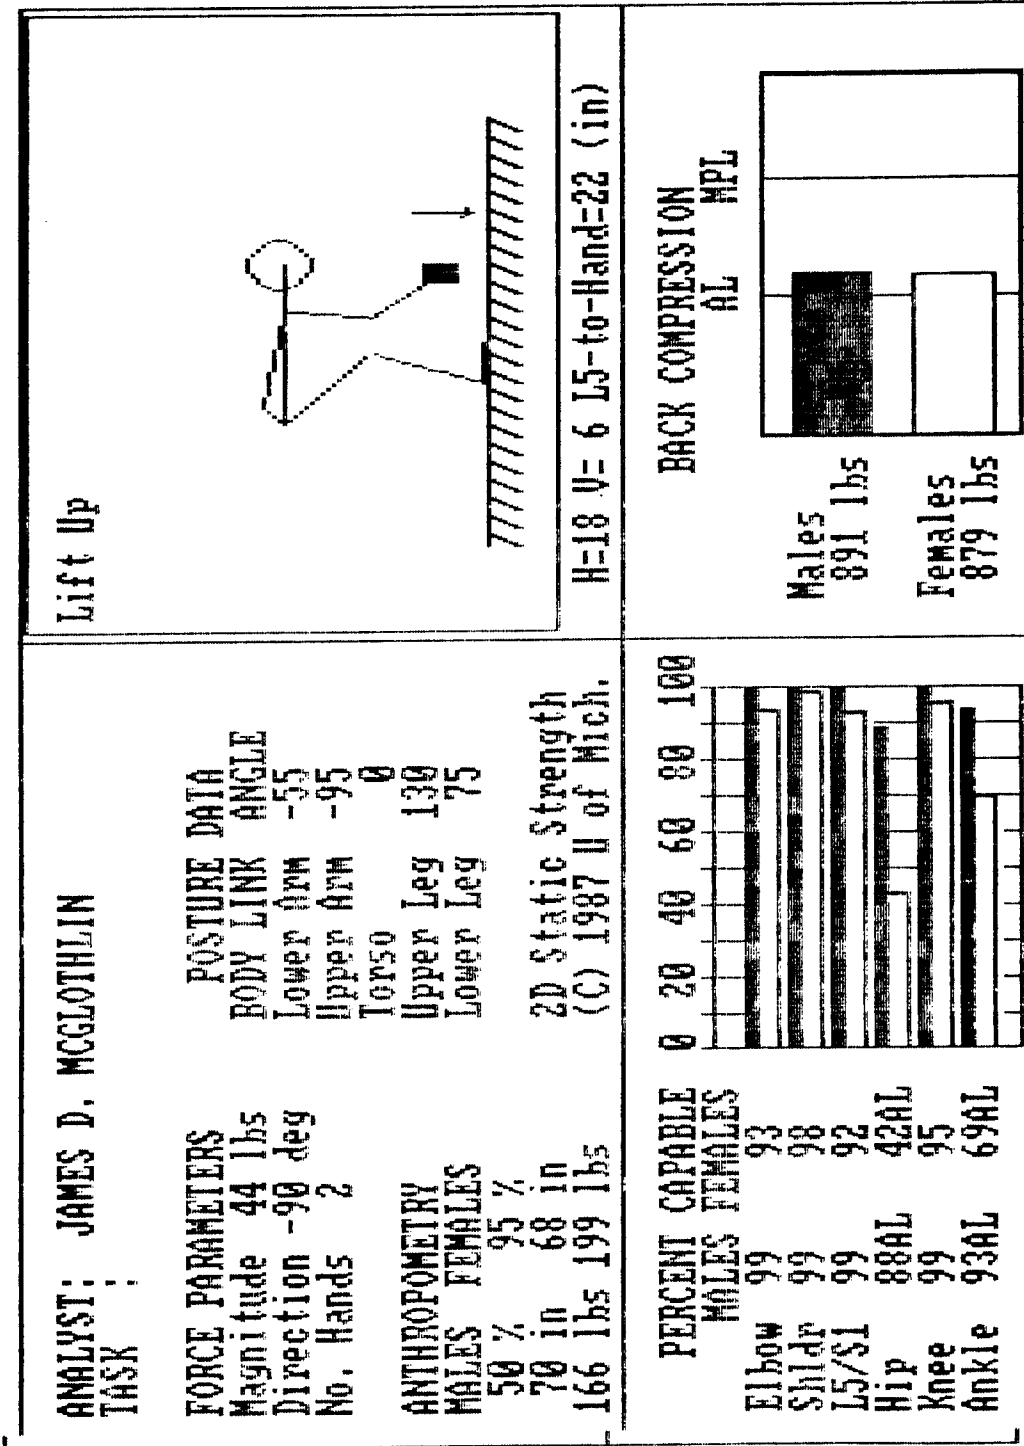 ANALYST: JAMES D. MCGLOTHLIN
TASK :
FORCE PARAMETERS
Magnitude 44 lbs
Direction -90 deg
No. Hands 2
ANTHROPOMETRY
MALES FEMALES
50 % 95 %
70 in 68 in
166 lbs 199 lbs
POSTURE DATA
BODY LINK ANGLE
Lower Arm -55
Upper Arm -95
Torso 0
Upper Leg 130
Lower Leg 75
2D Static Strength
(C) 1987 U of Mich.
Lift Up
H=18 V= 6 L5-to-Hand=22 (in)
PERCENT CAPABLE
MALES FEMALES
Elbow 99 93
Shldr 99 98
L5/S1 99 92
Hip 88AL 42AL
Knee 99 95
Ankle 93AL 69AL
0 20 40 60 80 100
BACK COMPRESSION
AL MPL
Males
891 lbs
Females
879 lbs